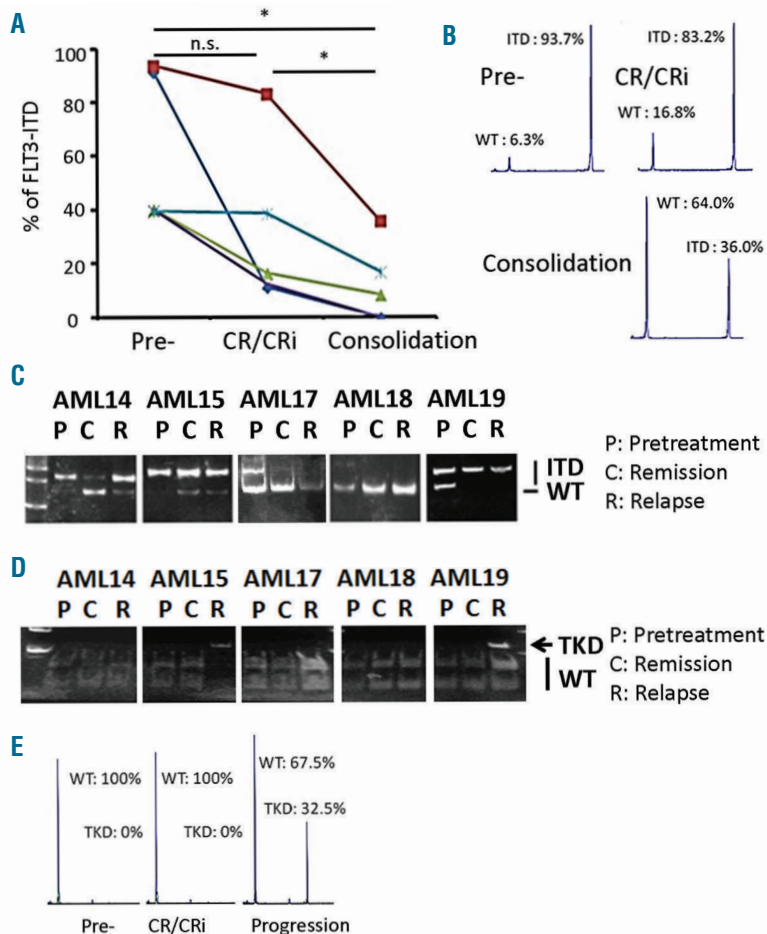 A
*
n.s.
*
% of FLT3-ITD
100
80
60
40
20
0
Pre-
CR/CRi
Consolidation
B
ITD : 93.7%
Pre-
WT : 6.3%
ITD : 83.2%
CR/CRi
WT : 16.8%
WT : 64.0%
ITD : 36.0%
Consolidation
C
AML14 AML15 AML17 AML18 AML19
P C R P C R P C R P C R P C R
ITD
WT
P: Pretreatment
C: Remission
R: Relapse
D
AML14 AML15 AML17 AML18 AML19
P C R P C R P C R P C R P C R
TKD
WT
P: Pretreatment
C: Remission
R: Relapse
E
WT: 100%
TKD: 0%
Pre-
WT: 100%
TKD: 0%
CR/CRi
WT: 67.5%
TKD: 32.5%
Progression